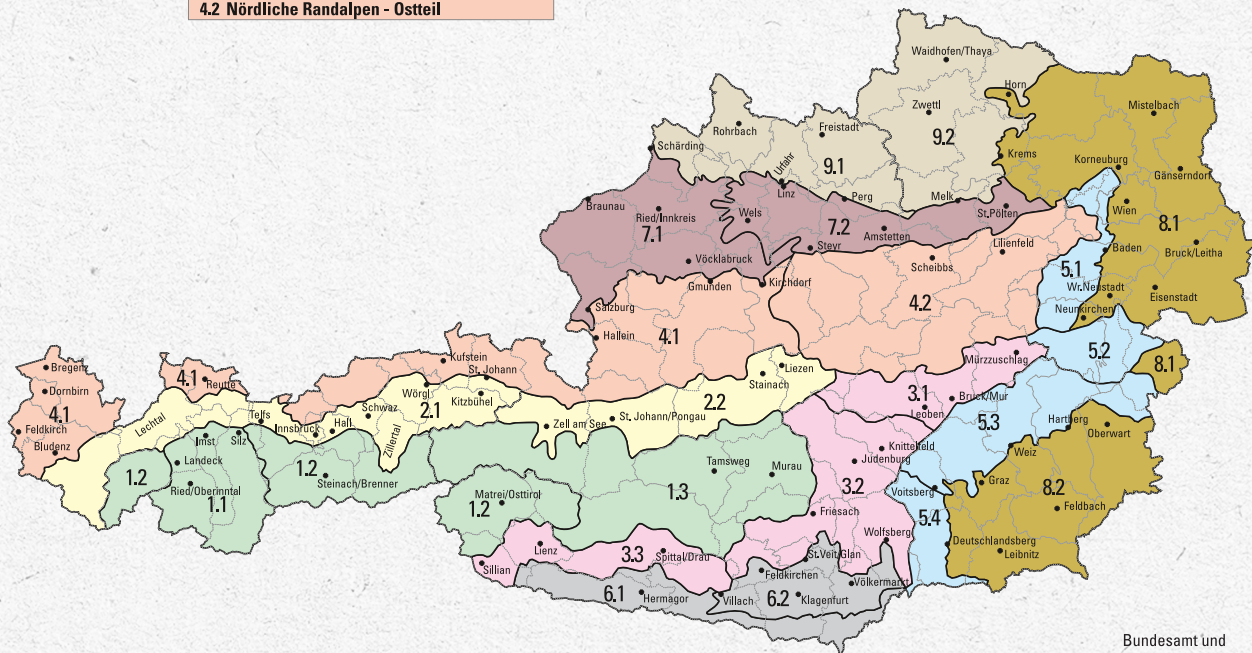 4.2 Nördliche Randalpen - Ostteil
Waidhofen/Thaya
Horn
Mistelbach
Zwettl
Rohrbach
Freistadt
9.2
Schärding
9.1
Krems
Korneuburg
Urfahr
Gänserndorf
Linz
Perg
Melk
Braunau
Ried/Innkreis
Wels
St.Pölten
Wien
7.1
7.2
8.1
Amstetten
Steyr
Lilienfeld
Baden
Bruck/Leitha
Vöcklabruck
Scheibbs
5.1
Gmunden
Kirchdorf
Wr.Neustadt
Eisenstadt
4.2
Salzburg
Neunkirchen
Hallein
4.1
5.2
Mürzzuschlag
Kufstein
Bregenz
St. Johann
4.1
Reutte
Liezen
8.1
Stainach
Dornbirn
Wörgl
3.1
Kitzbühel
2.2
Bruck/Mur
4.1
Schwaz
2.1
Leoben
Telfs
Lechtal
St. Johann/Pongau
5.3
Hartberg
Feldkirch
Innsbruck
Hall
Zell am See
Oberwart
Zillertal
Imst
Silz
Knittelfeld
Bludenz
Weiz
Landeck
Judenburg
1.2
1.2
Tamsweg
Murau
Steinach/Brenner
Ried/Oberinntal
Graz
1.3
3.2
Voitsberg
8.2
1.1
Matrei/Osttirol
1.2
Feldbach
Friesach
5.4
Wolfsberg
Deutschlandsberg
Lienz
3.3
Spittal/Drau
St.Veit/Glan
Leibnitz
Sillian
Feldkirchen
Völkermarkt
6.1
Hermagor
Villach
6.2
Klagenfurt
Bundesamt und